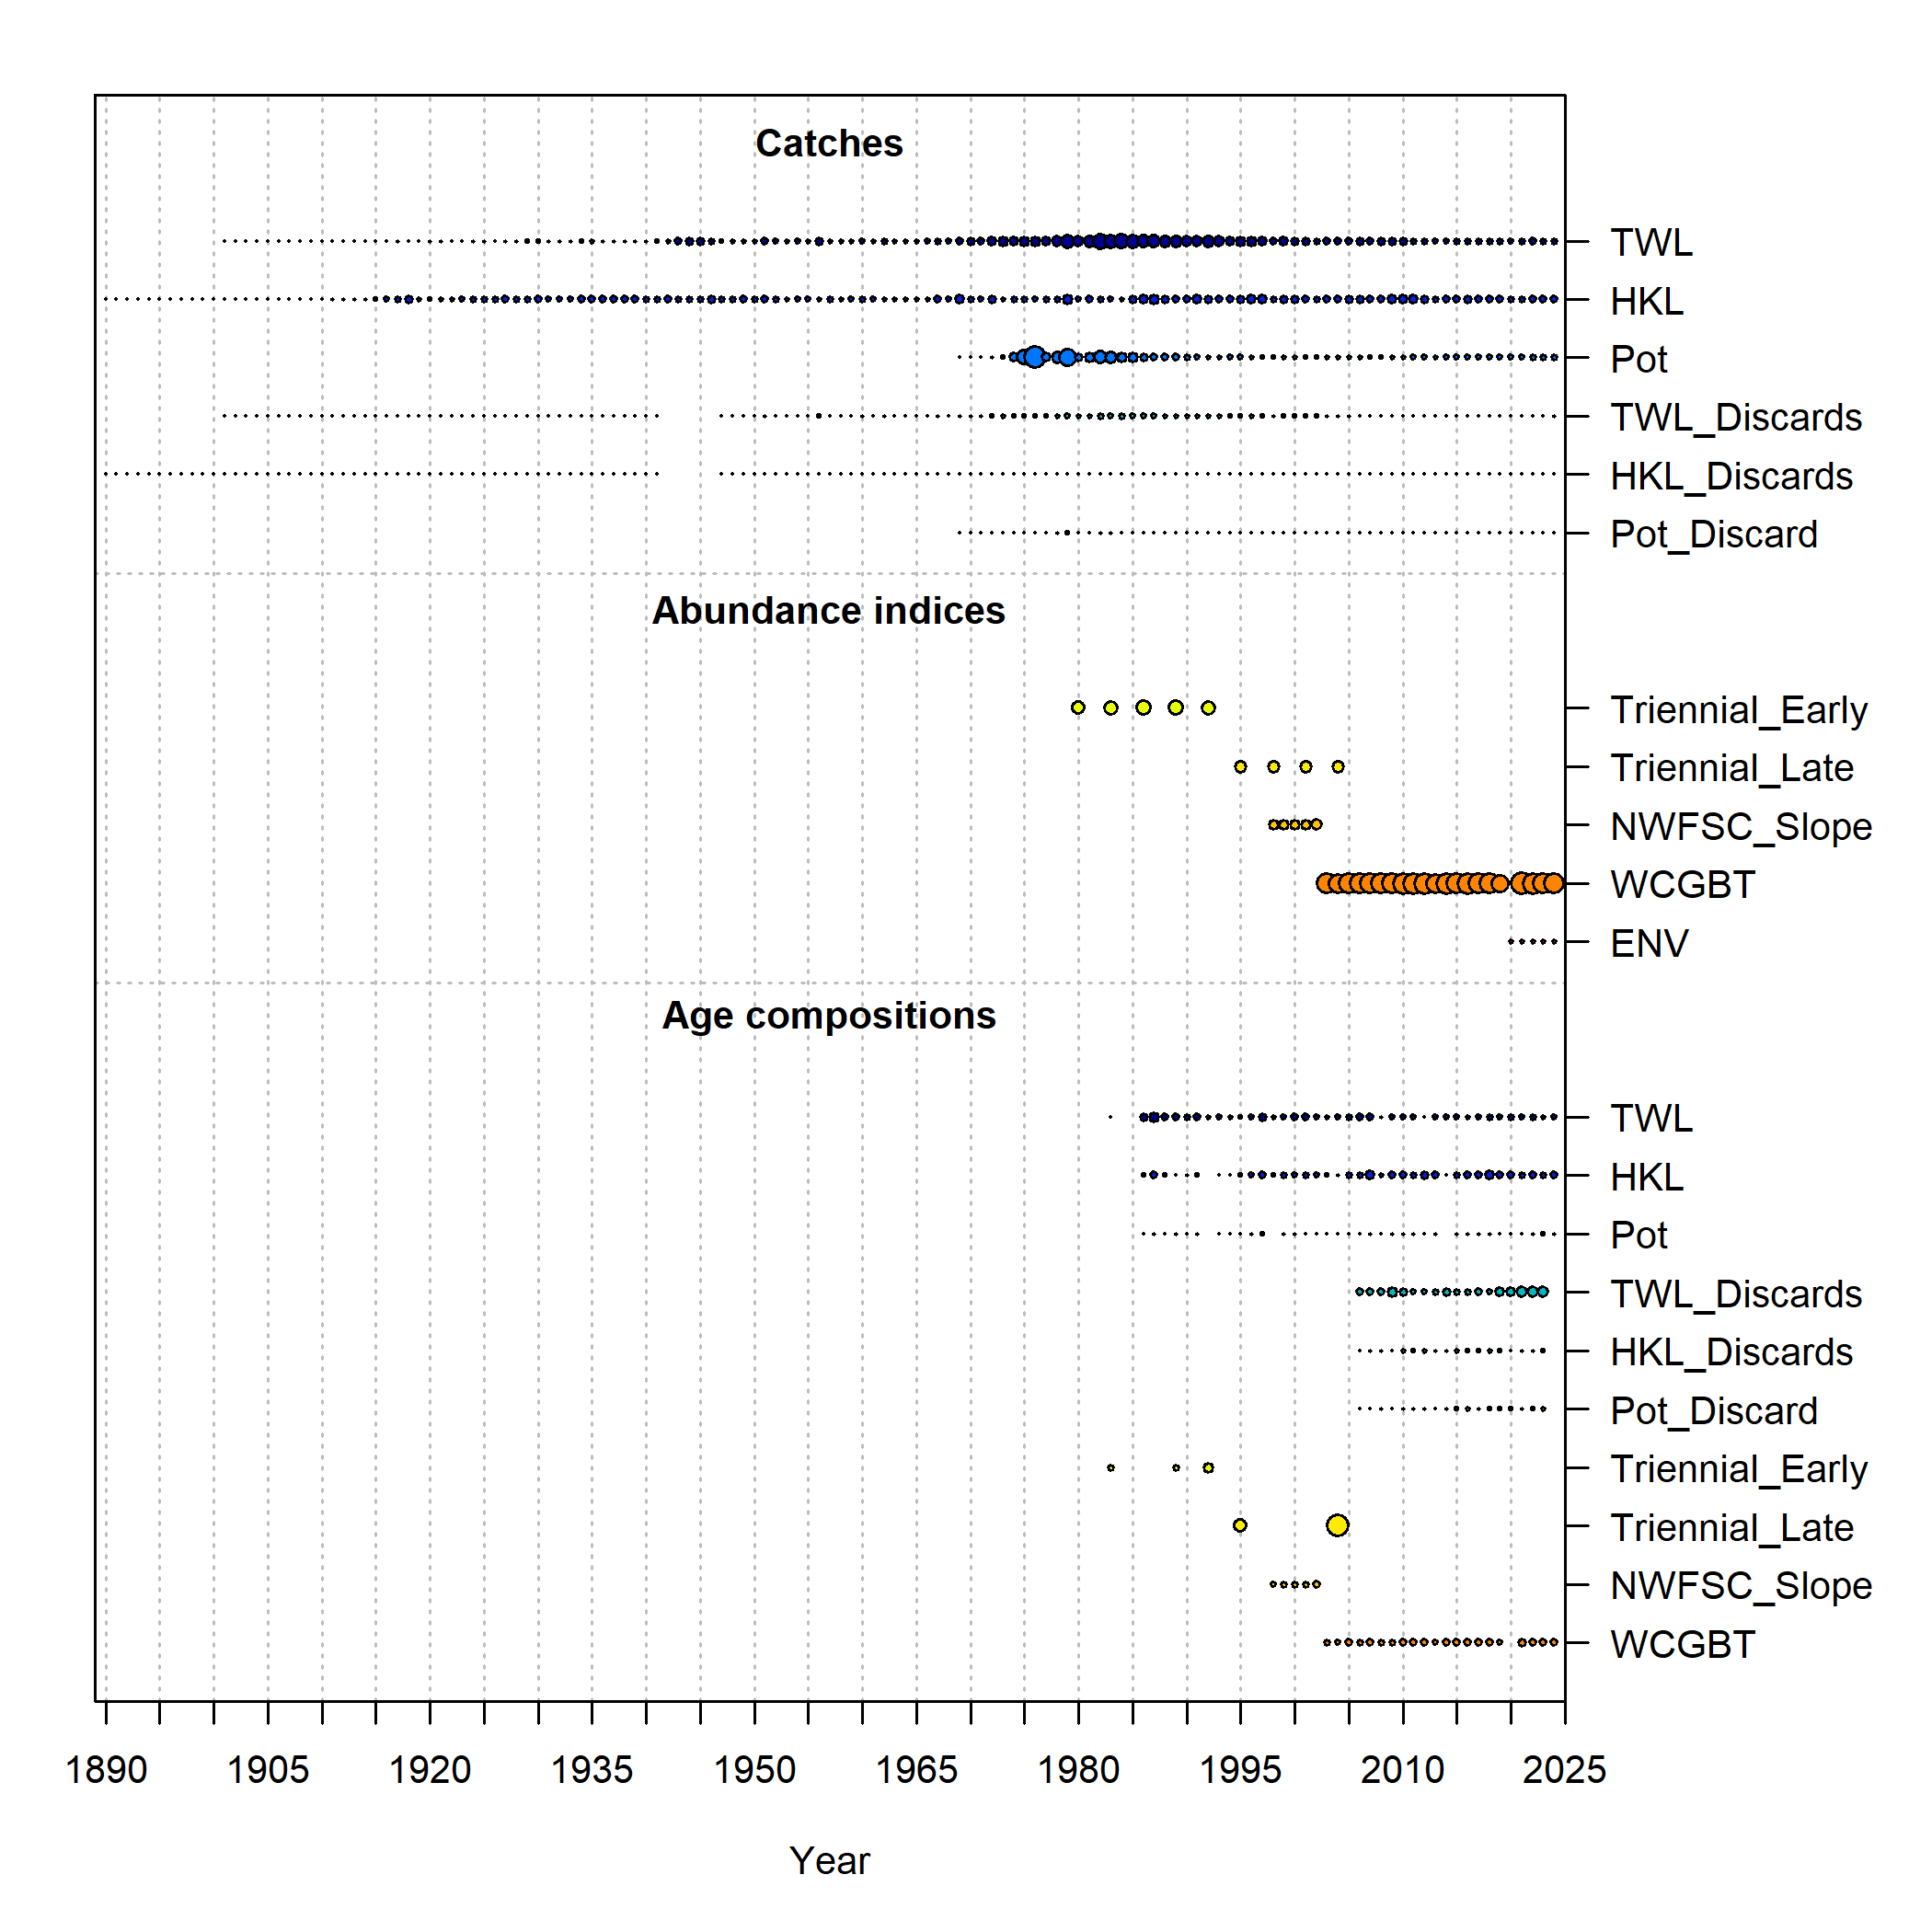 Catches
TWL
HKL
Pot
TWL_Discards
HKL_Discards
Pot_Discard
Abundance indices
Triennial_Early
Triennial_Late
NWFSC_Slope
WCGBT
ENV
Age compositions
TWL
HKL
Pot
TWL_Discards
HKL_Discards
Pot_Discard
Triennial_Early
Triennial_Late
NWFSC_Slope
WCGBT
1890 1905 1920 1935 1950 1965 1980 1995 2010 2025
Year